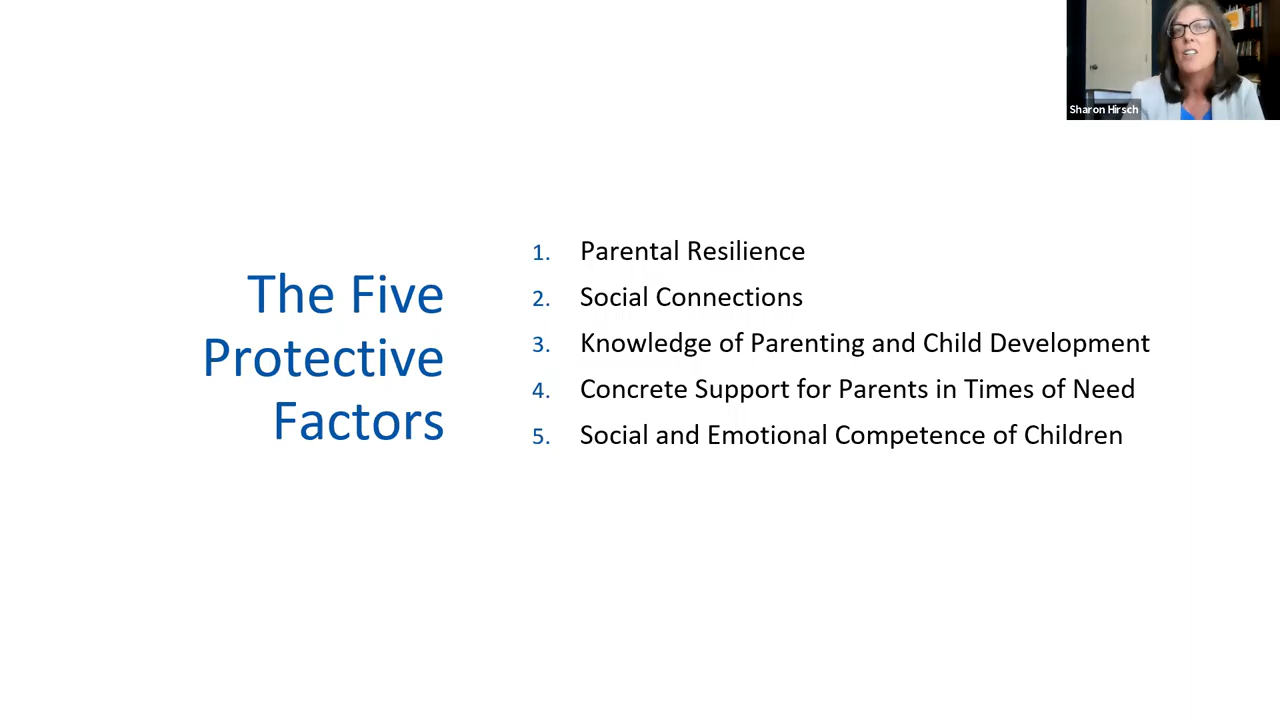 Sharon Hirsch
The Five
Protective
Factors
1. Parental Resilience
2. Social Connections
3. Knowledge of Parenting and Child Development
4. Concrete Support for Parents in Times of Need
5. Social and Emotional Competence of Children